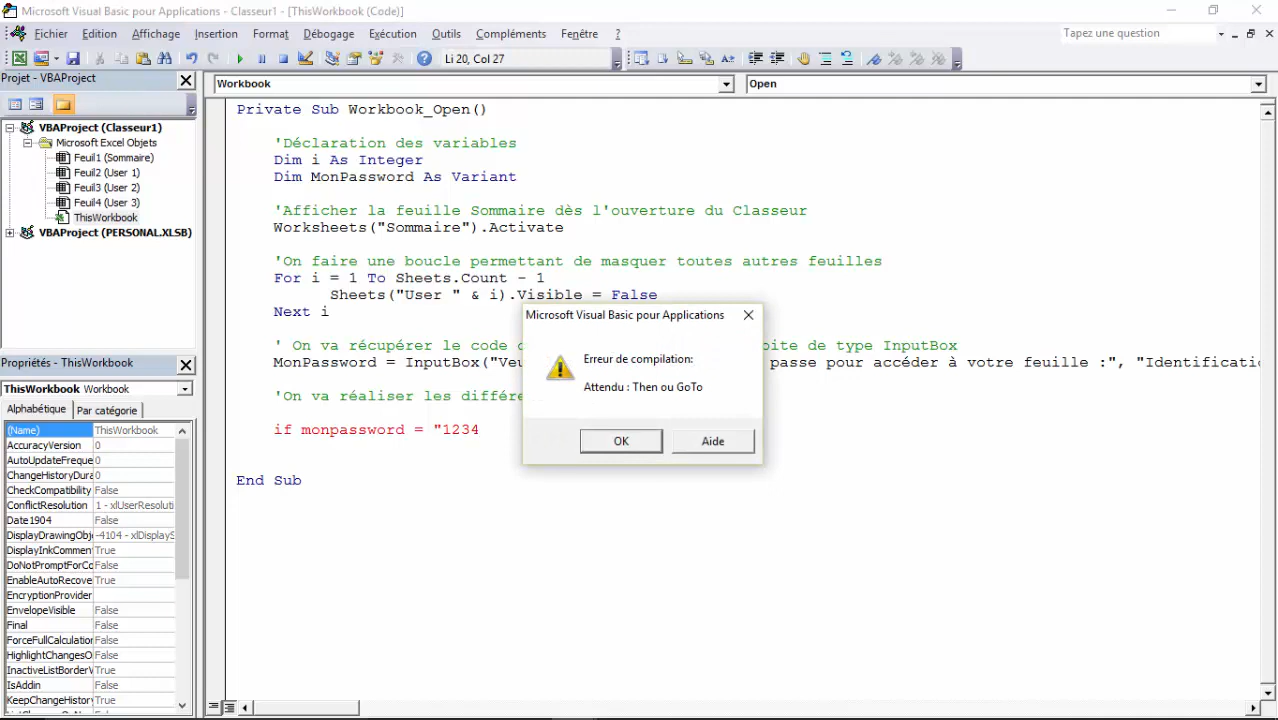 Microsoft Visual Basic pour Applications - Classeur1 - [ThisWorkbook (Code)]
Fichier Edition Affichage Insertion Format Débogage Exécution Outils Compléments Fenêtre ?
Tapez une question
Li 20, Col 27
Projet - VBAProject
VBAProject (Classeur1)
Microsoft Excel Objets
Feuil1 (Sommaire)
Feuil2 (User 1)
Feuil3 (User 2)
Feuil4 (User 3)
ThisWorkbook
VBAProject (PERSONAL.XLSB)
Propriétés - ThisWorkbook
ThisWorkbook Workbook
Alphabétique Par catégorie
(Name) ThisWorkbook
AccuracyVersion 0
AutoUpdateFreque 0
ChangeHistoryDura 0
CheckCompatibility False
ConflictResolution 1 - xlUserResoluti
Date1904 False
DisplayDrawingObj -4104 - xlDisplayS
DisplayInkCommen True
DoNotPromptForCo False
EnableAutoRecove True
EncryptionProvider
EnvelopeVisible False
Final False
ForceFullCalculation False
HighlightChangesO False
InactiveListBorderV True
IsAddin False
KeepChangeHistory True
Workbook Open
Private Sub Workbook_Open()
'Déclaration des variables
Dim i As Integer
Dim MonPassword As Variant
'Afficher la feuille Sommaire dès l'ouverture du Classeur
Worksheets("Sommaire").Activate
'On faire une boucle permettant de masquer toutes autres feuilles
For i = 1 To Sheets.Count - 1
Sheets("User " & i).Visible = False
Next i
' On va récupérer le code d oite de type InputBox
MonPassword = InputBox("Veu passe pour accéder à votre feuille :", "Identificatio
'On va réaliser les différe
if monpassword = "1234
End Sub
Microsoft Visual Basic pour Applications
Erreur de compilation:
Attendu : Then ou GoTo
OK Aide